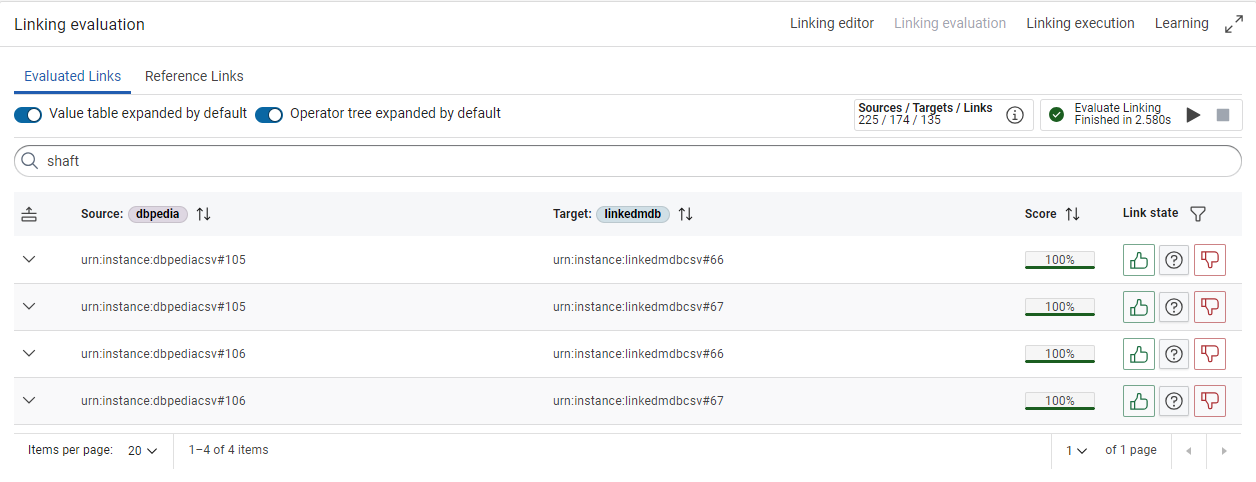 Linking evaluation
Linking editor
Linking evaluation
Linking execution
Learning
Evaluated Links
Reference Links
Value table expanded by default
Operator tree expanded by default
Sources / Targets / Links
225 / 174 / 135
Evaluate Linking
Finished in 2.580s
shaft
Source: dbpedia
Target: linkedmdb
Score
Link state
urn:instance:dbpediacsv#105 urn:instance:linkedmdbcsv#66 100%
urn:instance:dbpediacsv#105 urn:instance:linkedmdbcsv#67 100%
urn:instance:dbpediacsv#106 urn:instance:linkedmdbcsv#66 100%
urn:instance:dbpediacsv#106 urn:instance:linkedmdbcsv#67 100%
Items per page: 20
1–4 of 4 items
1 of 1 page